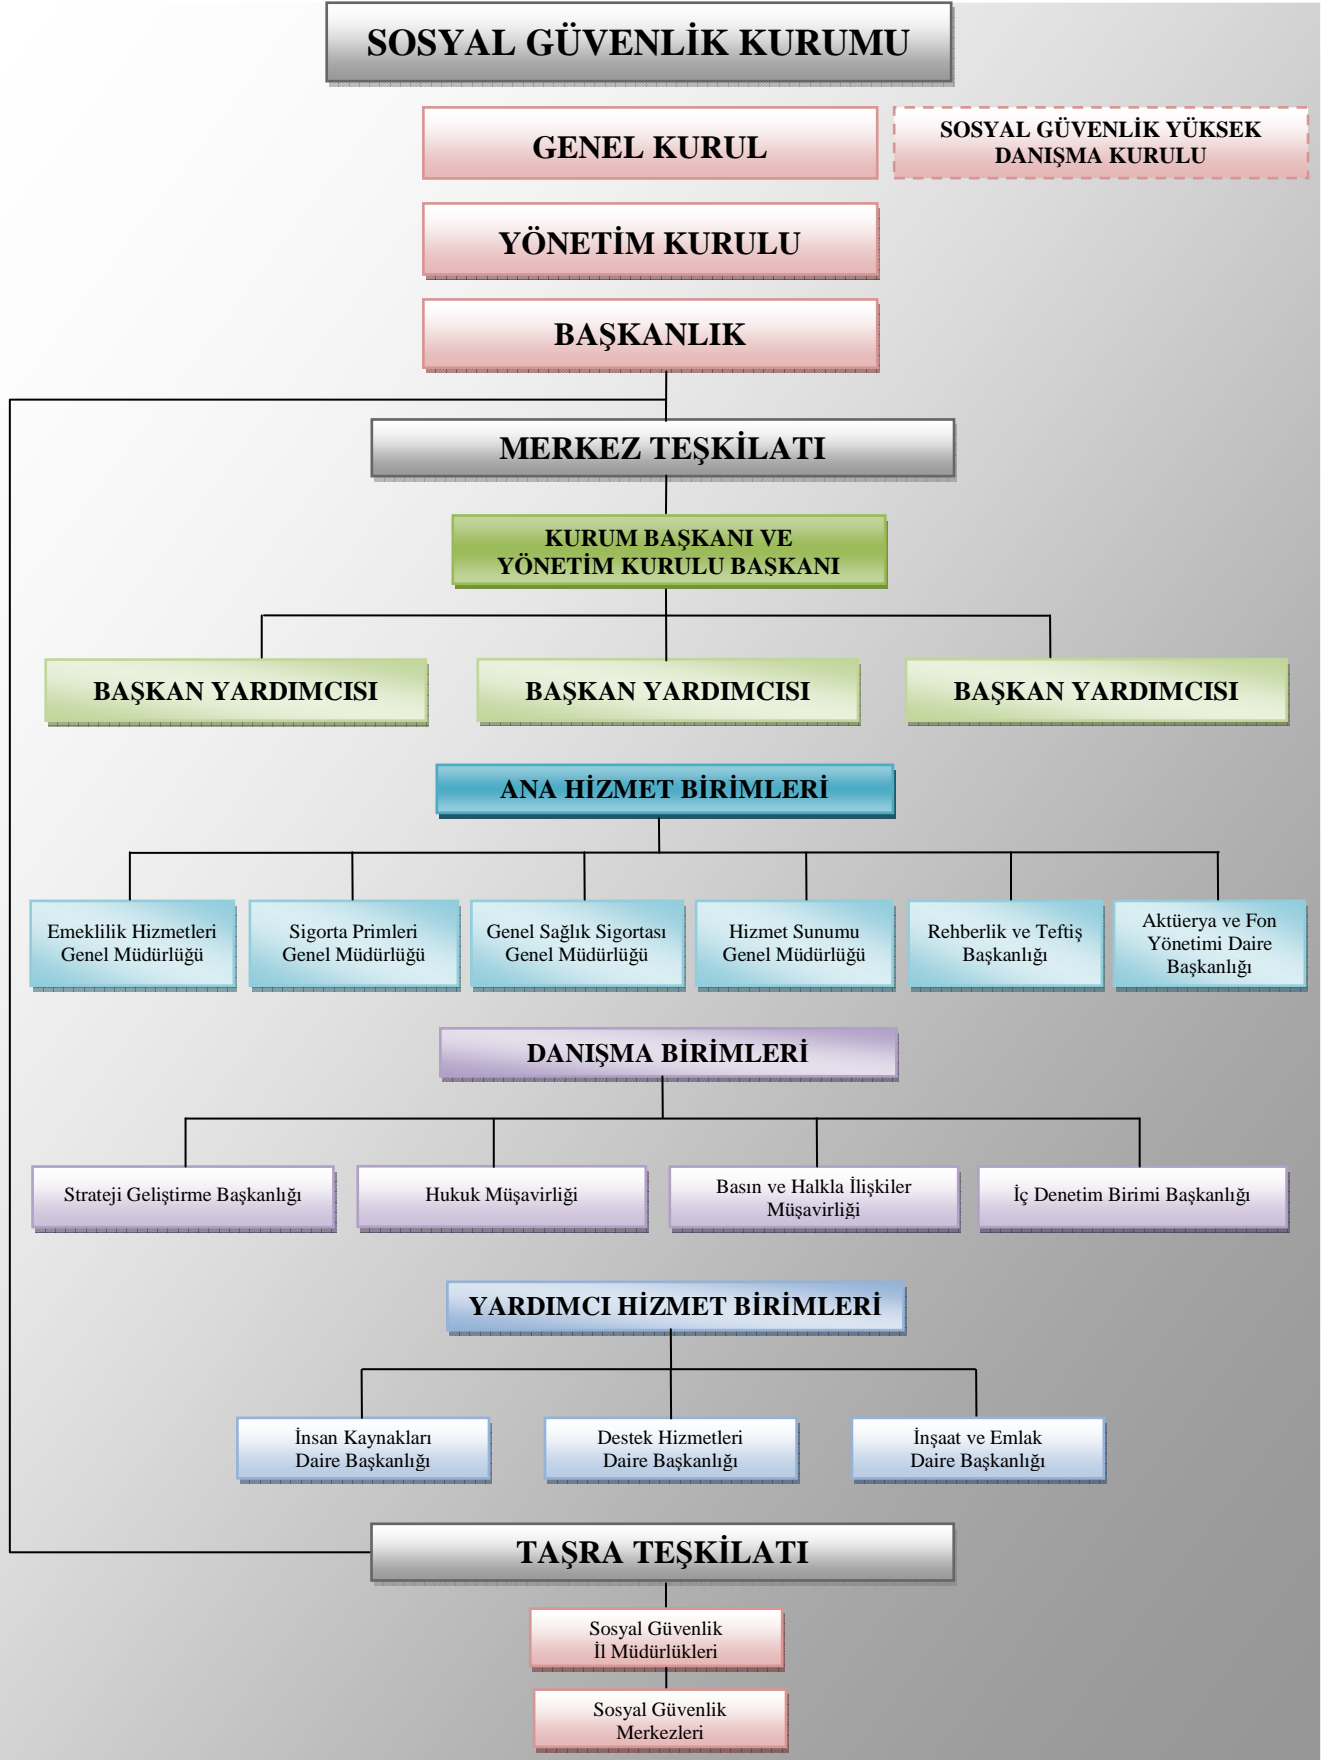 SOSYAL GÜVENLİK KURUMU
GENEL KURUL
SOSYAL GÜVENLİK YÜKSEK
DANIŞMA KURULU
YÖNETİM KURULU
BAŞKANLIK
MERKEZ TEŞKİLATI
KURUM BAŞKANI VE
YÖNETİM KURULU BAŞKANI
BAŞKAN YARDIMCISI
BAŞKAN YARDIMCISI
BAŞKAN YARDIMCISI
ANA HİZMET BİRİMLERİ
Emeklilik Hizmetleri
Genel Müdürlüğü
Sigorta Primleri
Genel Müdürlüğü
Genel Sağlık Sigortası
Genel Müdürlüğü
Hizmet Sunumu
Genel Müdürlüğü
Rehberlik ve Teftiş
Başkanlığı
Aktüerya ve Fon
Yönetimi Daire
Başkanlığı
DANIŞMA BİRİMLERİ
Strateji Geliştirme Başkanlığı
Hukuk Müşavirliği
Basın ve Halkla İlişkiler
Müşavirliği
İç Denetim Birimi Başkanlığı
YARDIMCI HİZMET BİRİMLERİ
İnsan Kaynakları
Daire Başkanlığı
Destek Hizmetleri
Daire Başkanlığı
İnşaat ve Emlak
Daire Başkanlığı
TAŞRA TEŞKİLATI
Sosyal Güvenlik
İl Müdürlükleri
Sosyal Güvenlik
Merkezleri